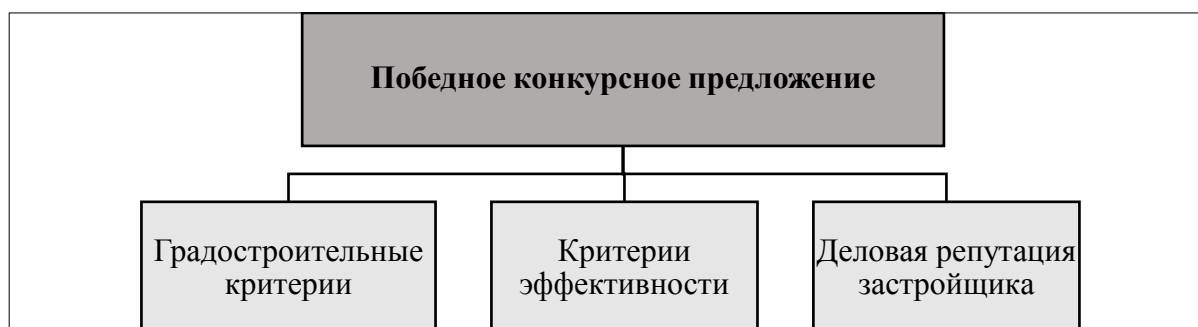 Победное конкурсное предложение
Градостроительные
критерии
Критерии
эффективности
Деловая репутация
застройщика